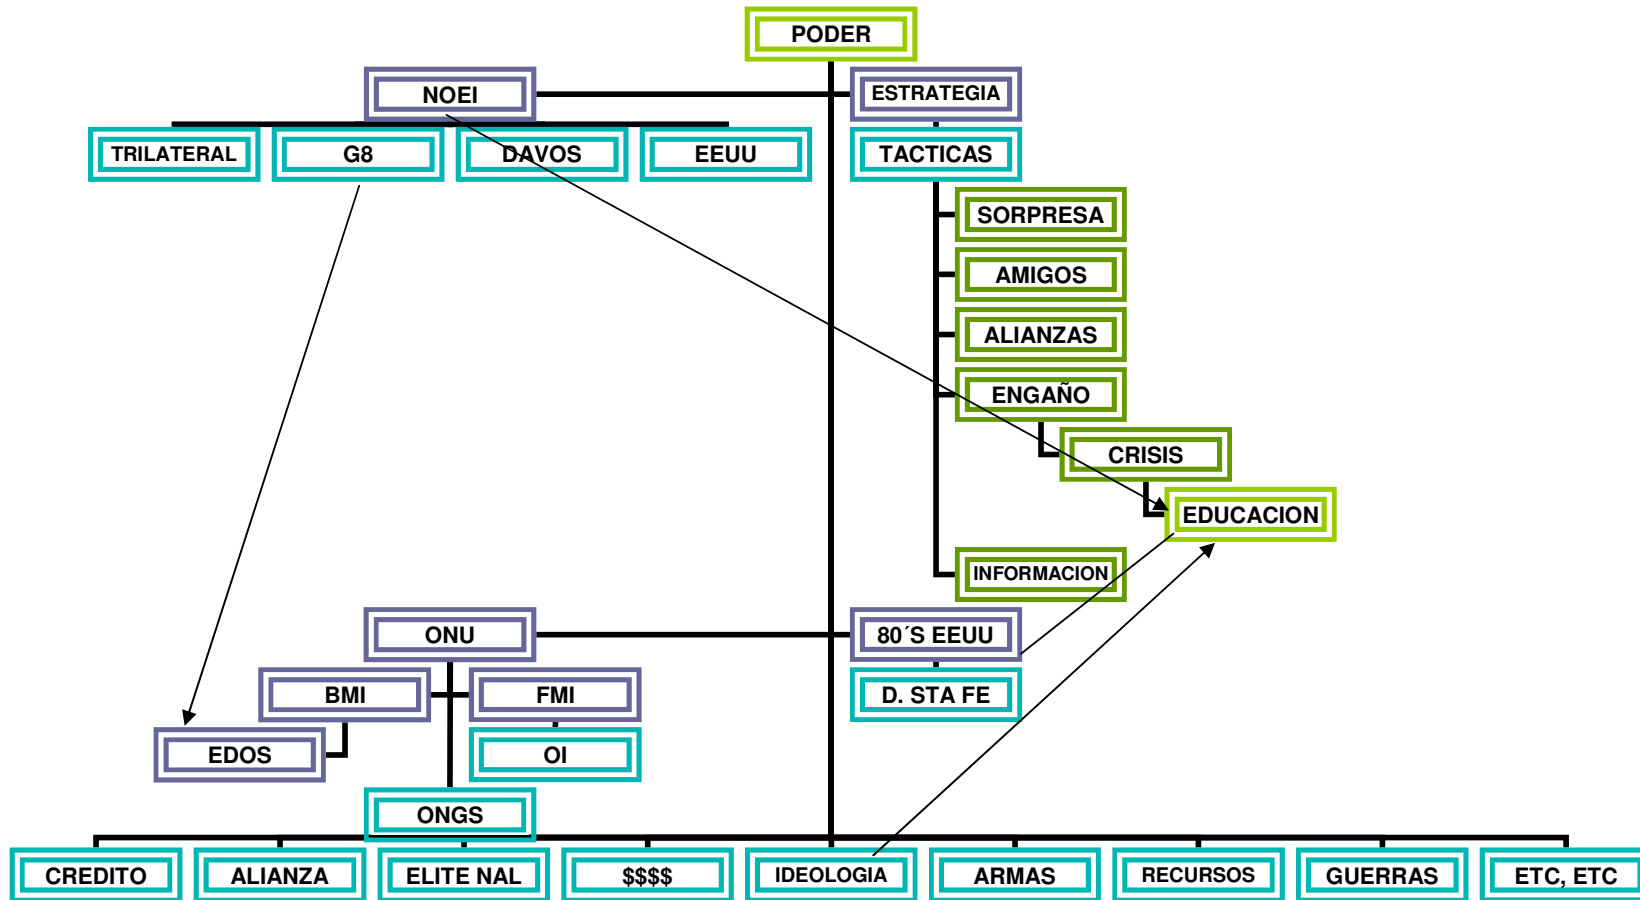 PODER
NOEI
ESTRATEGIA
TRILATERAL
G8
DAVOS
EEUU
TACTICAS
SORPRESA
AMIGOS
ALIANZAS
ENGAÑO
CRISIS
EDUCACION
INFORMACION
ONU
80´S EEUU
BMI
FMI
D. STA FE
EDOS
OI
ONGS
CREDITO
ALIANZA
ELITE NAL
$$$$
IDEOLOGIA
ARMAS
RECURSOS
GUERRAS
ETC, ETC